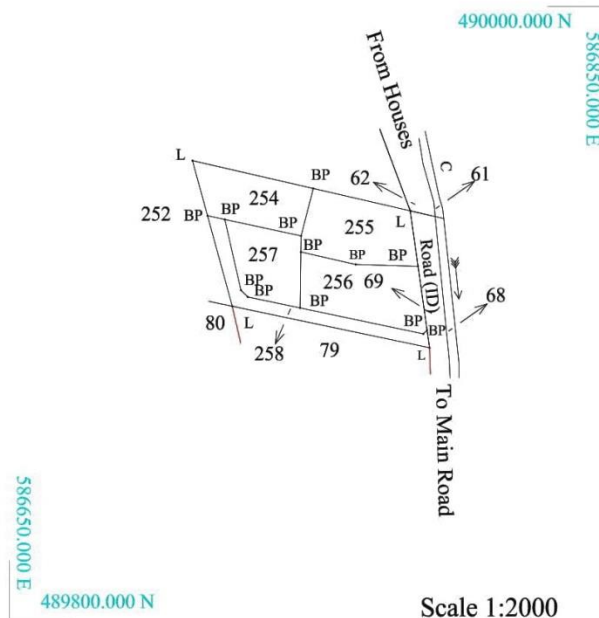 490000.000 N
586850.000 E
From Houses
C
L
BP
62
61
254
252
BP
BP
BP
255
L
BP
257
BP
BP
256
69
Road (ID)
BP
BP
BP
68
BP
BP
80
L
258
79
L
To Main Road
586650.000 E
489800.000 N
Scale 1:2000